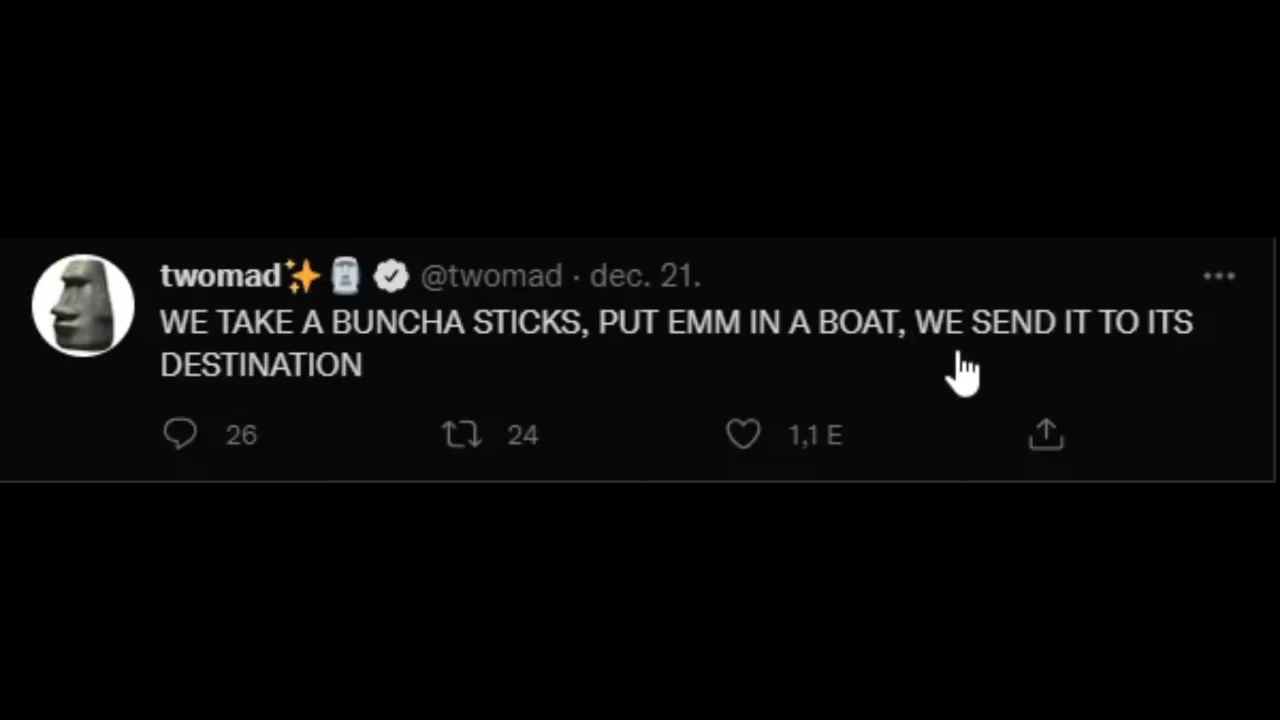 twomad✨🗿 @twomad · dec. 21.
WE TAKE A BUNCHA STICKS, PUT EMM IN A BOAT, WE SEND IT TO ITS
DESTINATION
26 24 1,1 E